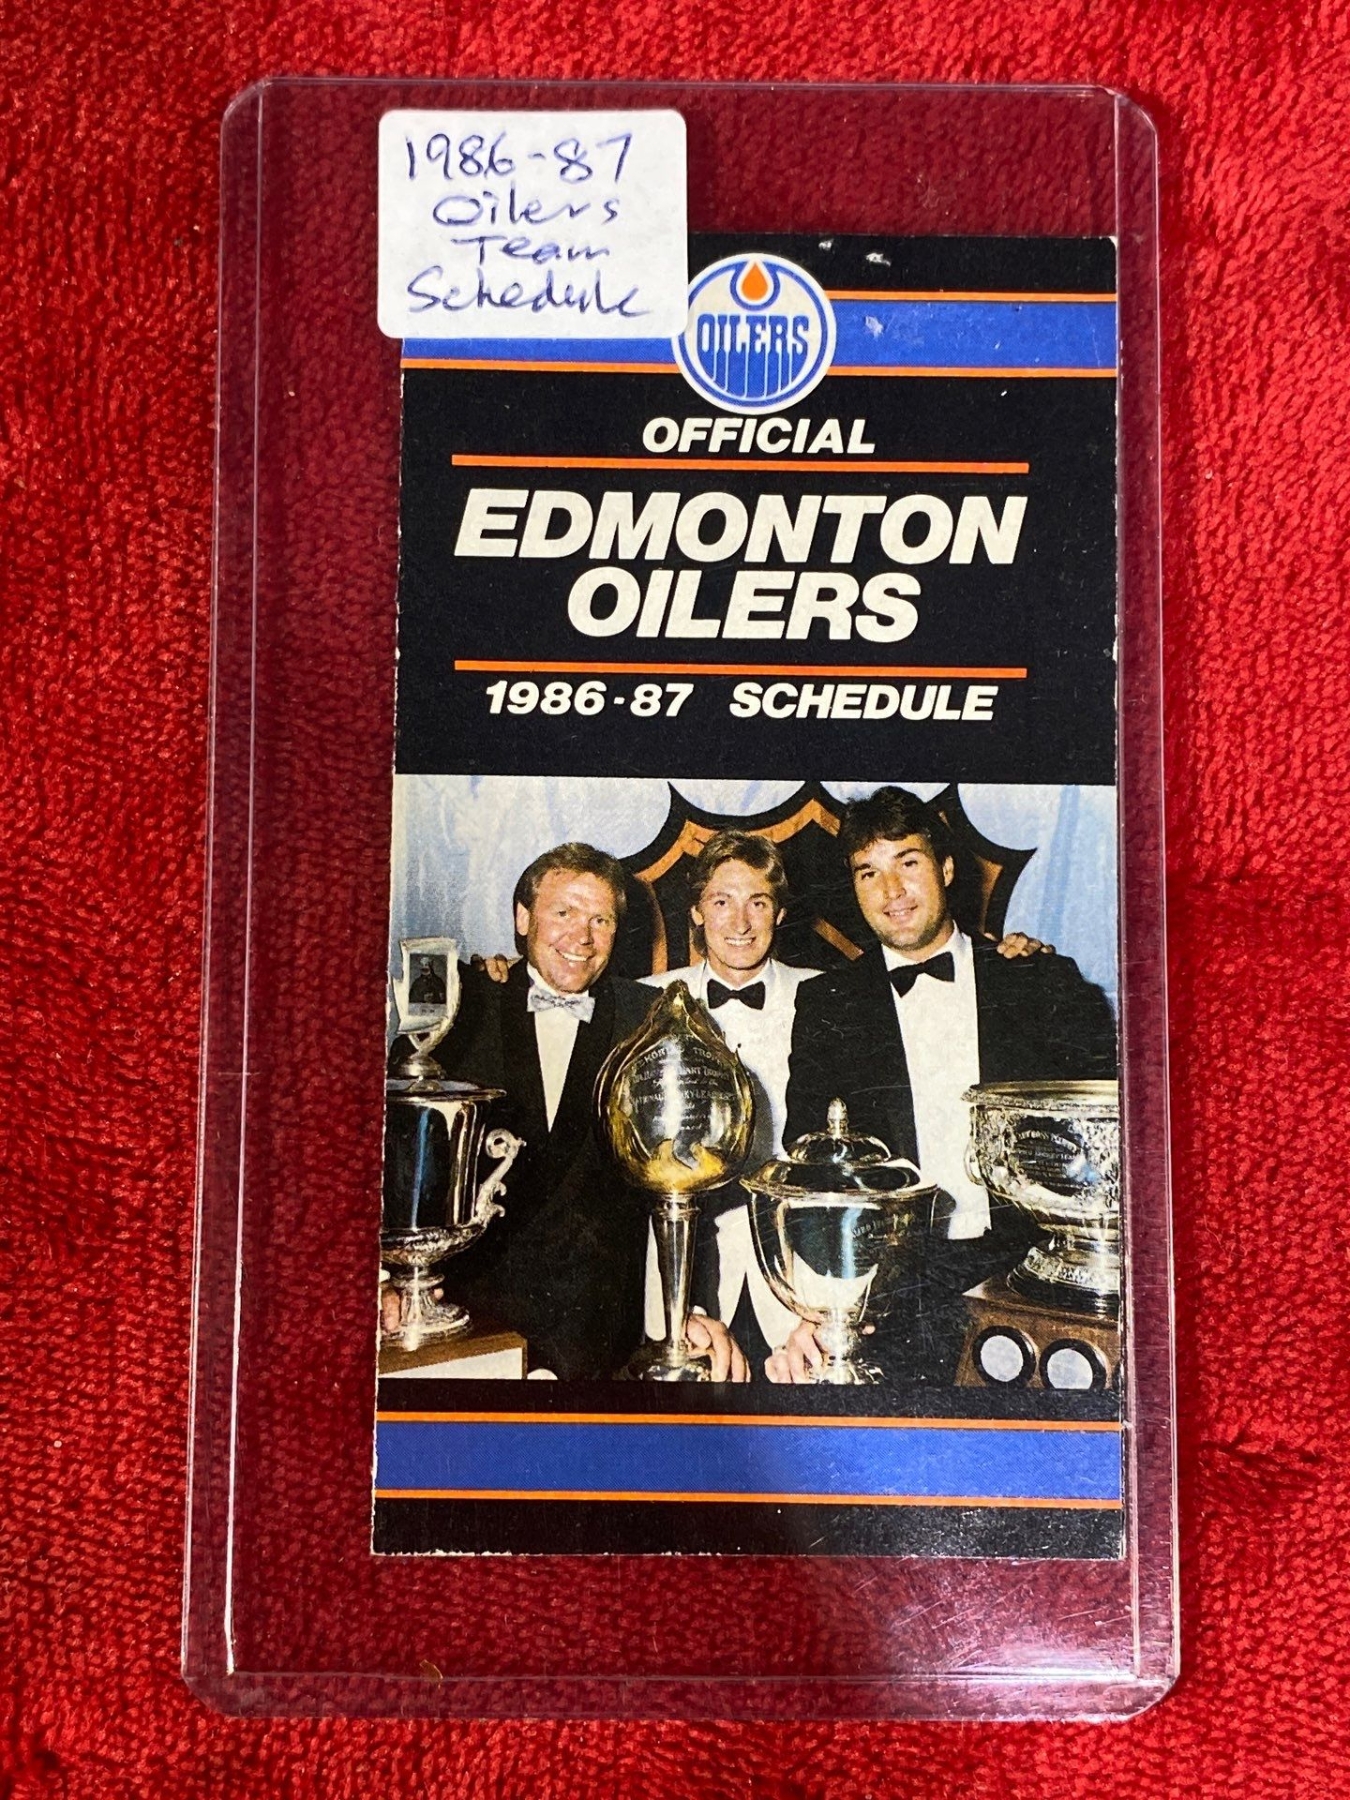 1986-87
Oilers
Team
Schedule
OILERS
OFFICIAL
EDMONTON
OILERS
1986-87 SCHEDULE